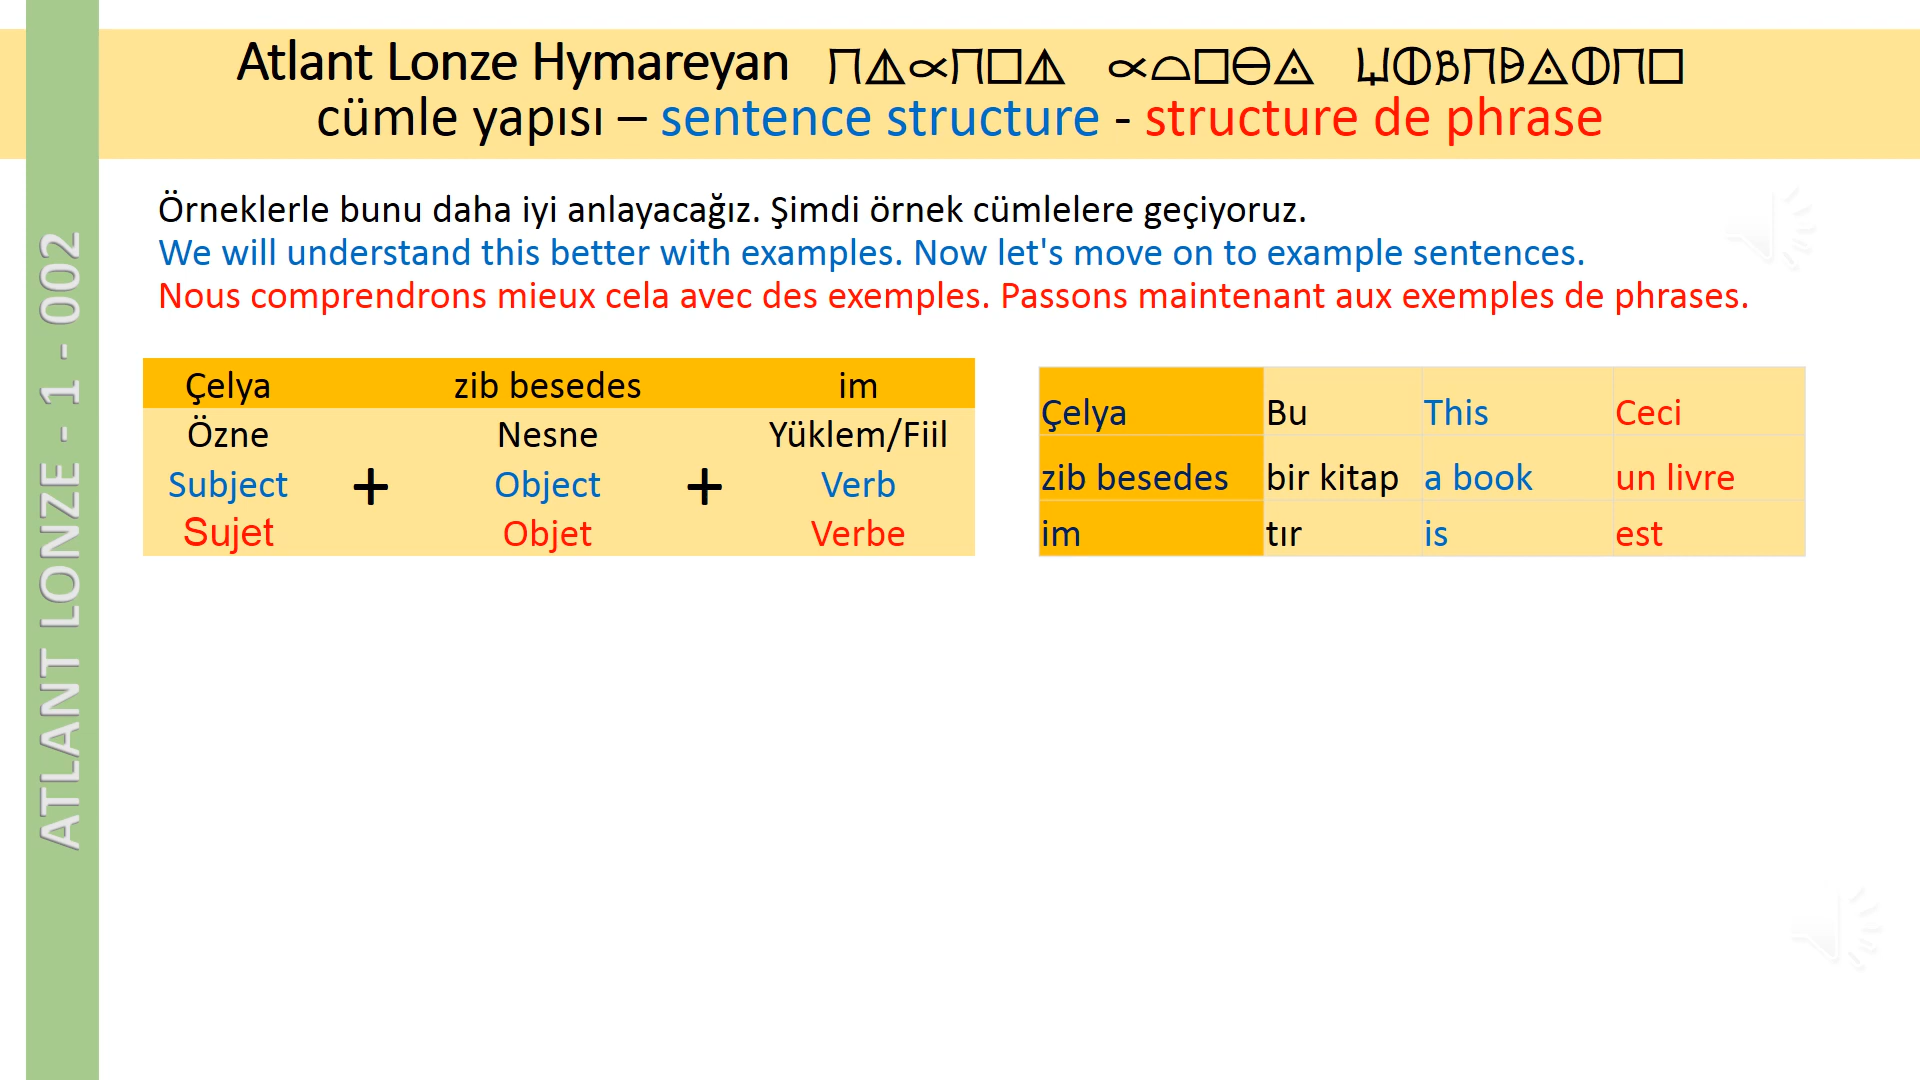 Atlant Lonze Hymareyan
cümle yapısı – sentence structure - structure de phrase
Örneklerle bunu daha iyi anlayacağız. Şimdi örnek cümlelere geçiyoruz.
We will understand this better with examples. Now let's move on to example sentences.
Nous comprendrons mieux cela avec des exemples. Passons maintenant aux exemples de phrases.
Çelya zib besedes im
Özne Nesne Yüklem/Fiil
Subject + Object + Verb
Sujet Objet Verbe
Çelya Bu This Ceci
zib besedes bir kitap a book un livre
im tır is est
ATLANT LONZE - 1 - 002